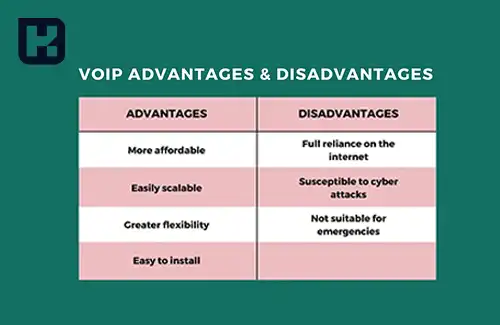 VOIP ADVANTAGES & DISADVANTAGES
ADVANTAGES
DISADVANTAGES
More affordable
Full reliance on the
internet
Easily scalable
Susceptible to cyber
attacks
Greater flexibility
Not suitable for
emergencies
Easy to install